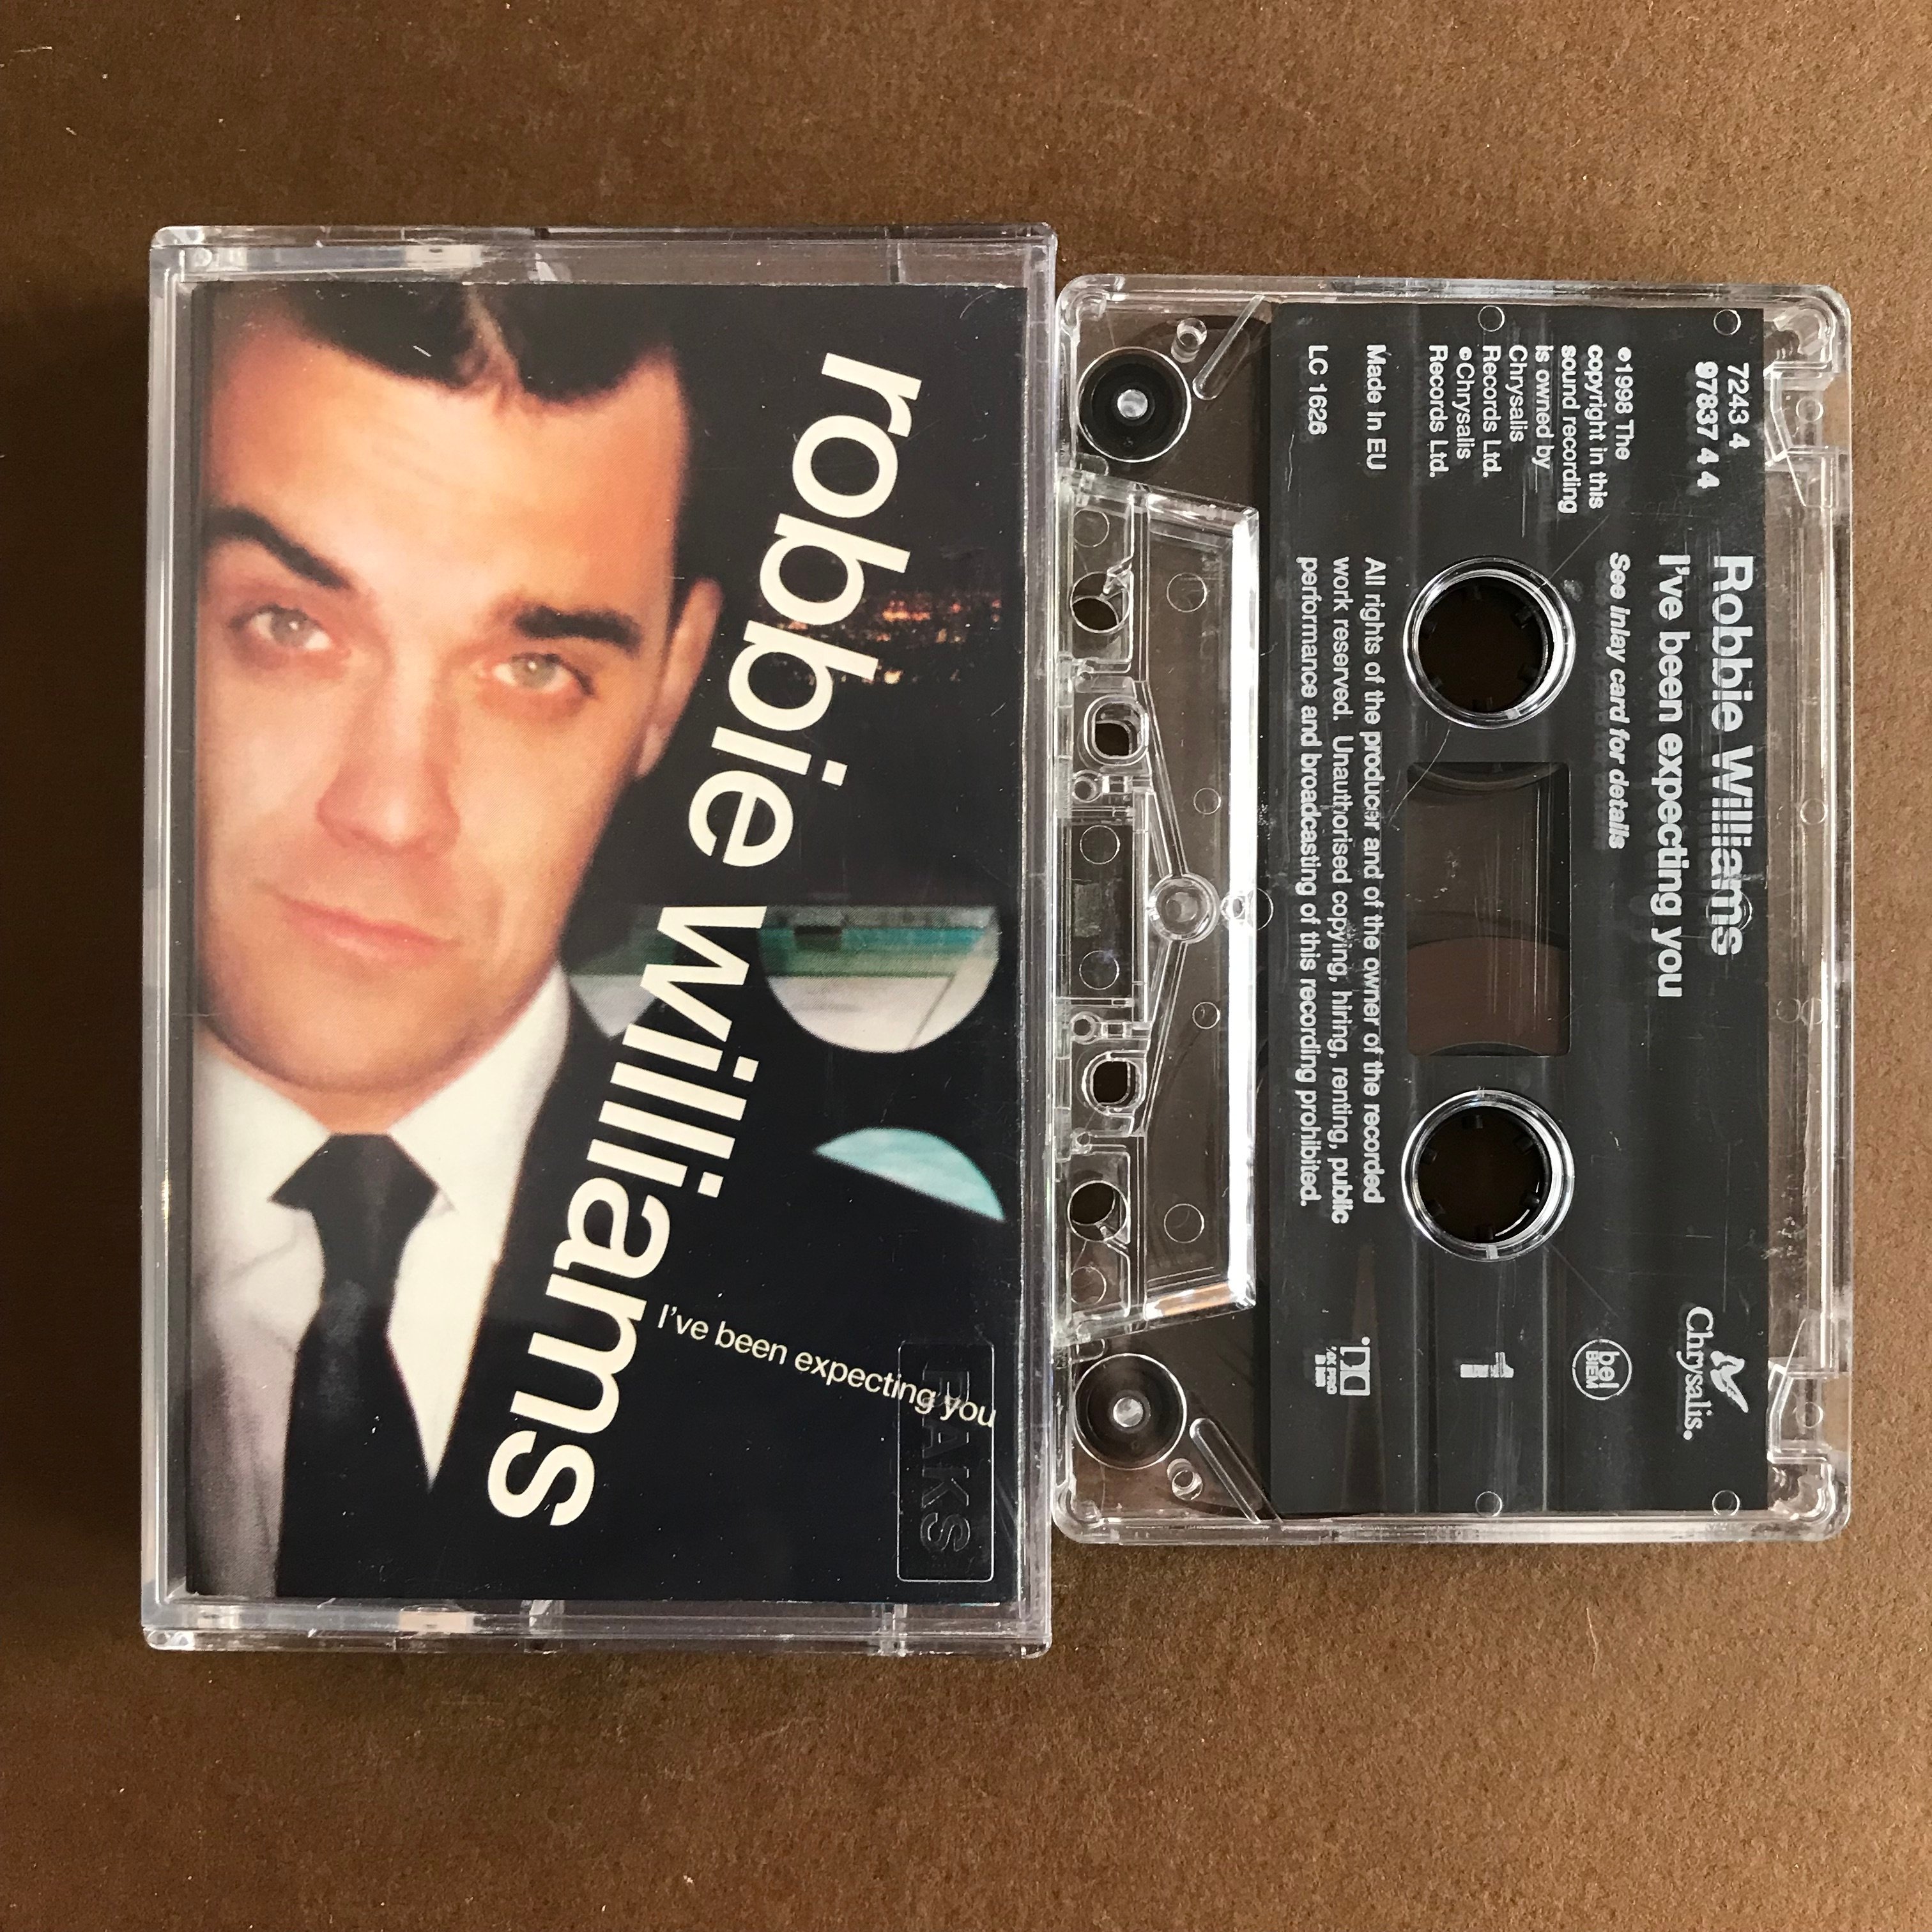 robbie williams
I've been expecting you
EAKS
7243 4
97837 4 4
℗1998 The
copyright in this
sound recording
is owned by
Chrysalis
Records Ltd.
©Chrysalis
Records Ltd.
Made In EU
LC 1626
Robbie Williams
I've been expecting you
See inlay card for details
All rights of the producer and of the owner of the recorded
work reserved. Unauthorised copying, hiring, renting, public
performance and broadcasting of this recording prohibited.
Chrysalis.
bel
BIEM
1